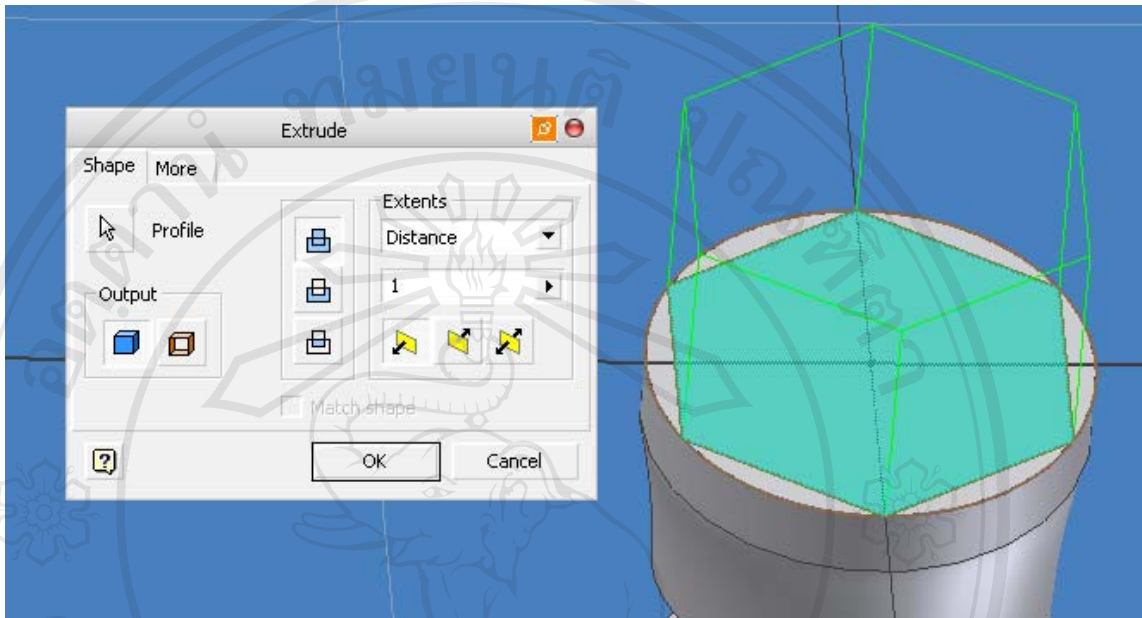 Extrude
Shape More
Profile
Extents
Distance
1
Output
Match shape
OK Cancel